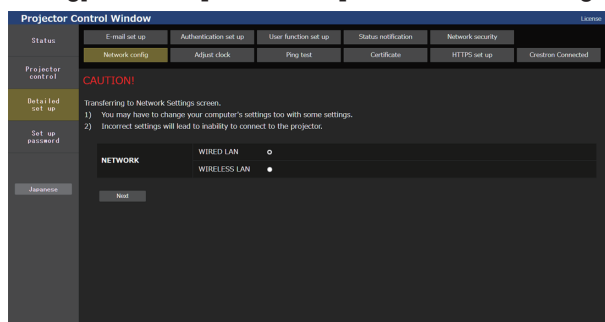 Projector Control Window
License
Status
E-mail set up
Authentication set up
User function set up
Status notification
Network security
Network config
Adjust clock
Ping test
Certificate
HTTPS set up
Crestron Connected
Projector
control
Detailed
set up
Set up
password
Japanese
CAUTION!
Transferring to Network Settings screen.
1) You may have to change your computer's settings too with some settings.
2) Incorrect settings will lead to inability to connect to the projector.
NETWORK
WIRED LAN
WIRELESS LAN
Next